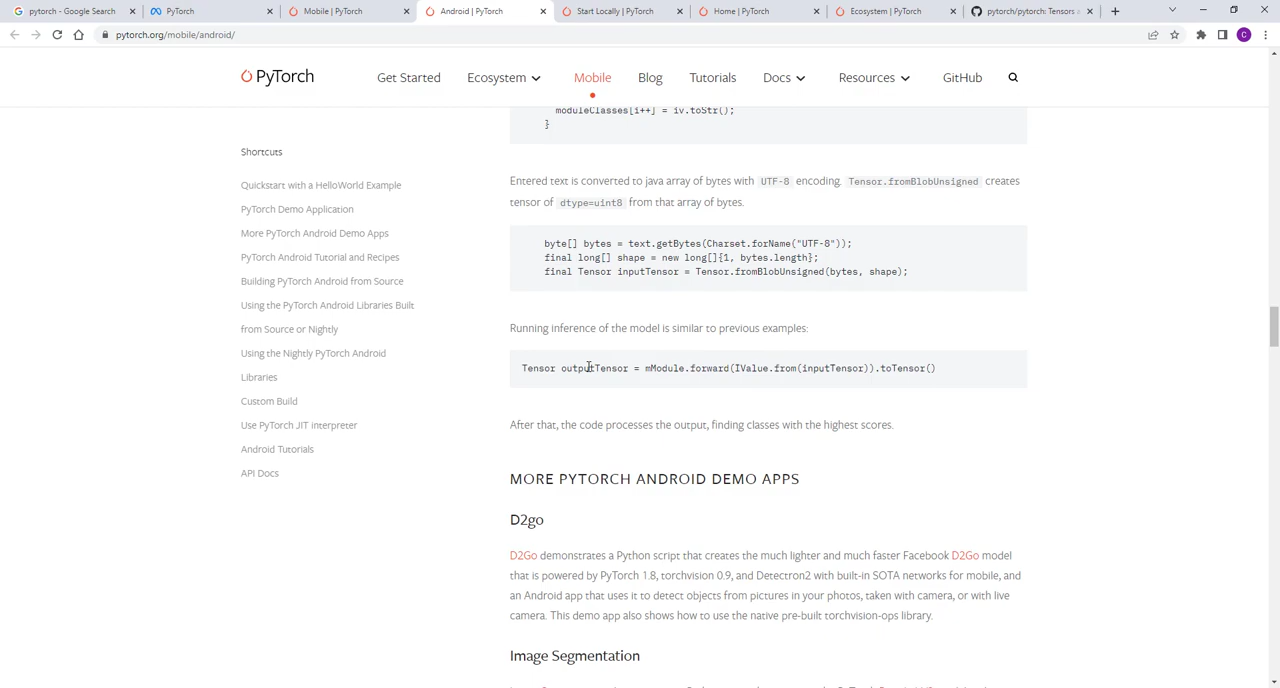 pytorch - Google Search
PyTorch
Mobile | PyTorch
Android | PyTorch
Start Locally | PyTorch
Home | PyTorch
Ecosystem | PyTorch
pytorch/pytorch: Tensors
pytorch.org/mobile/android/
C
PyTorch
Get Started
Ecosystem
Mobile
Blog
Tutorials
Docs
Resources
GitHub
Shortcuts
Quickstart with a HelloWorld Example
PyTorch Demo Application
More PyTorch Android Demo Apps
PyTorch Android Tutorial and Recipes
Building PyTorch Android from Source
Using the PyTorch Android Libraries Built
from Source or Nightly
Using the Nightly PyTorch Android
Libraries
Custom Build
Use PyTorch JIT interpreter
Android Tutorials
API Docs
moduleClasses[i++] = iv.toStr();
}
Entered text is converted to java array of bytes with UTF-8 encoding. Tensor.fromBlobUnsigned creates
tensor of dtype=uint8 from that array of bytes.
byte[] bytes = text.getBytes(Charset.forName("UTF-8"));
final long[] shape = new long[]{1, bytes.length};
final Tensor inputTensor = Tensor.fromBlobUnsigned(bytes, shape);
Running inference of the model is similar to previous examples:
Tensor outputTensor = mModule.forward(IValue.from(inputTensor)).toTensor()
After that, the code processes the output, finding classes with the highest scores.
MORE PYTORCH ANDROID DEMO APPS
D2go
D2Go demonstrates a Python script that creates the much lighter and much faster Facebook D2Go model
that is powered by PyTorch 1.8, torchvision 0.9, and Detectron2 with built-in SOTA networks for mobile, and
an Android app that uses it to detect objects from pictures in your photos, taken with camera, or with live
camera. This demo app also shows how to use the native pre-built torchvision-ops library.
Image Segmentation